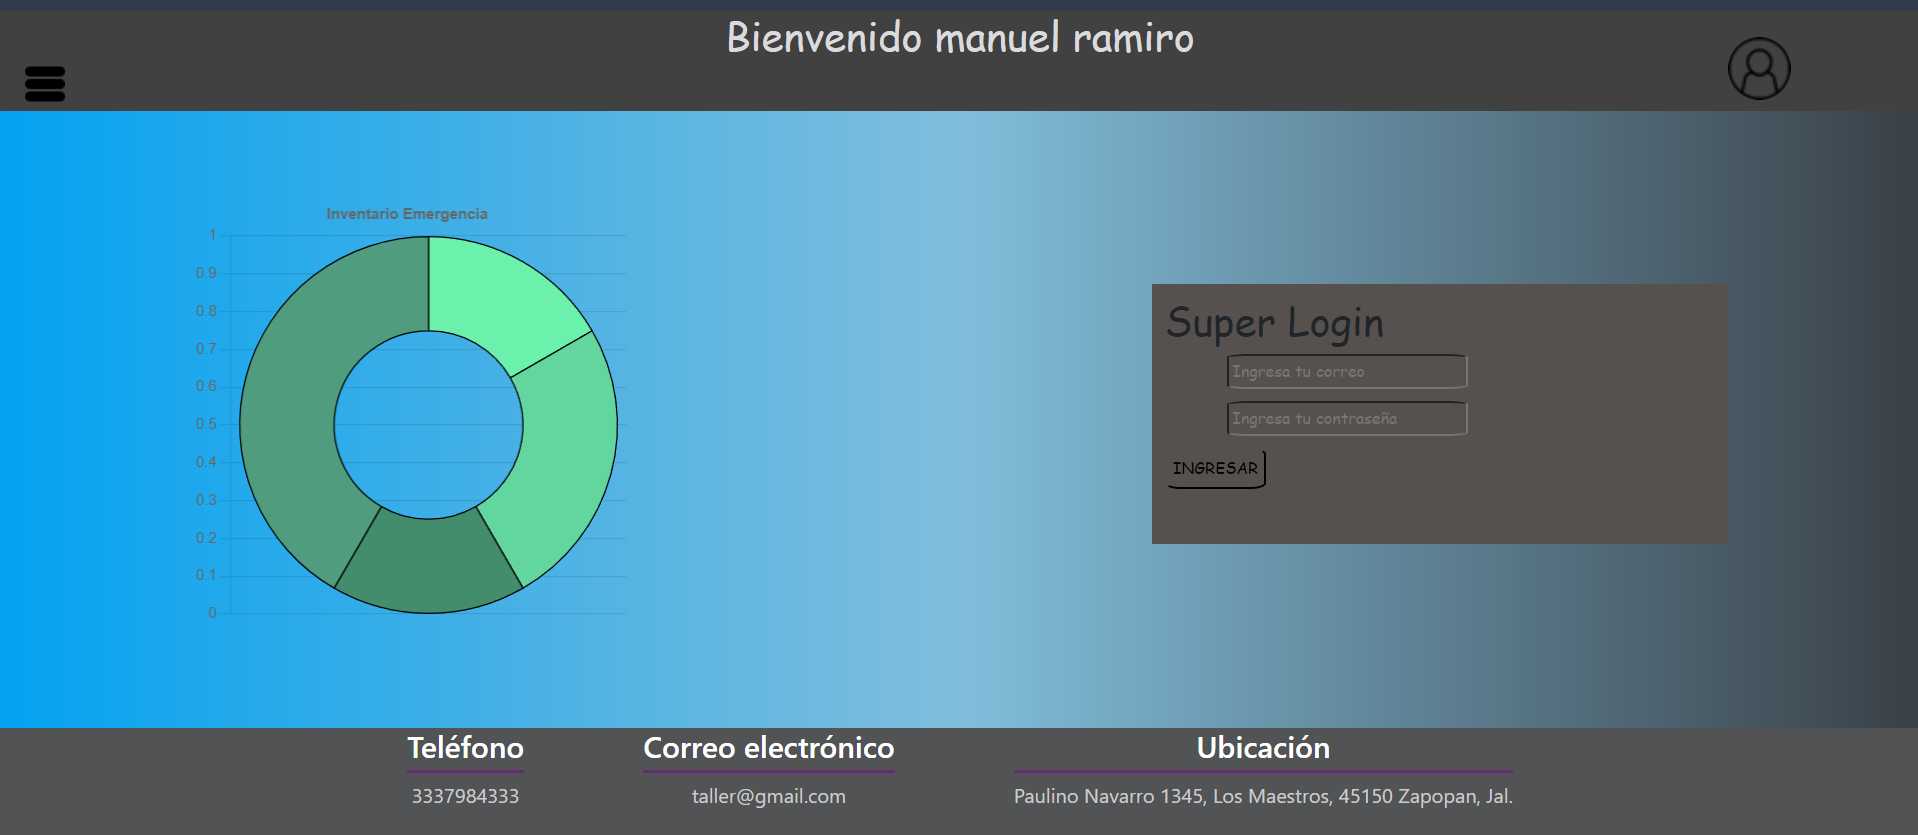 Bienvenido manuel ramiro
Inventario Emergencia
1
0.9
0.8
0.7
0.6
0.5
0.4
0.3
0.2
0.1
0
Super Login
Ingresa tu correo
Ingresa tu contraseña
INGRESAR
Teléfono
3337984333
Correo electrónico
taller@gmail.com
Ubicación
Paulino Navarro 1345, Los Maestros, 45150 Zapopan, Jal.